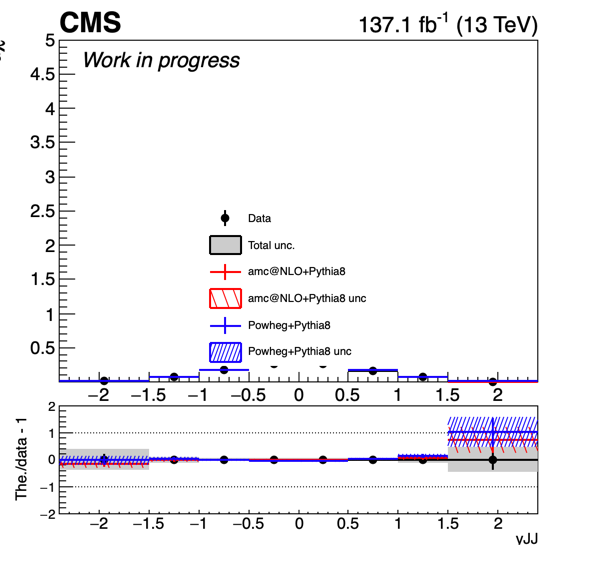 CMS
137.1 fb⁻¹ (13 TeV)
Work in progress
5
4.5
4
3.5
3
2.5
2
1.5
1
0.5
Data
Total unc.
amc@NLO+Pythia8
amc@NLO+Pythia8 unc
Powheg+Pythia8
Powheg+Pythia8 unc
−2 −1.5 −1 −0.5 0 0.5 1 1.5 2
The./data - 1
2
1
0
−1
−2
−2 −1.5 −1 −0.5 0 0.5 1 1.5 2
yJJ